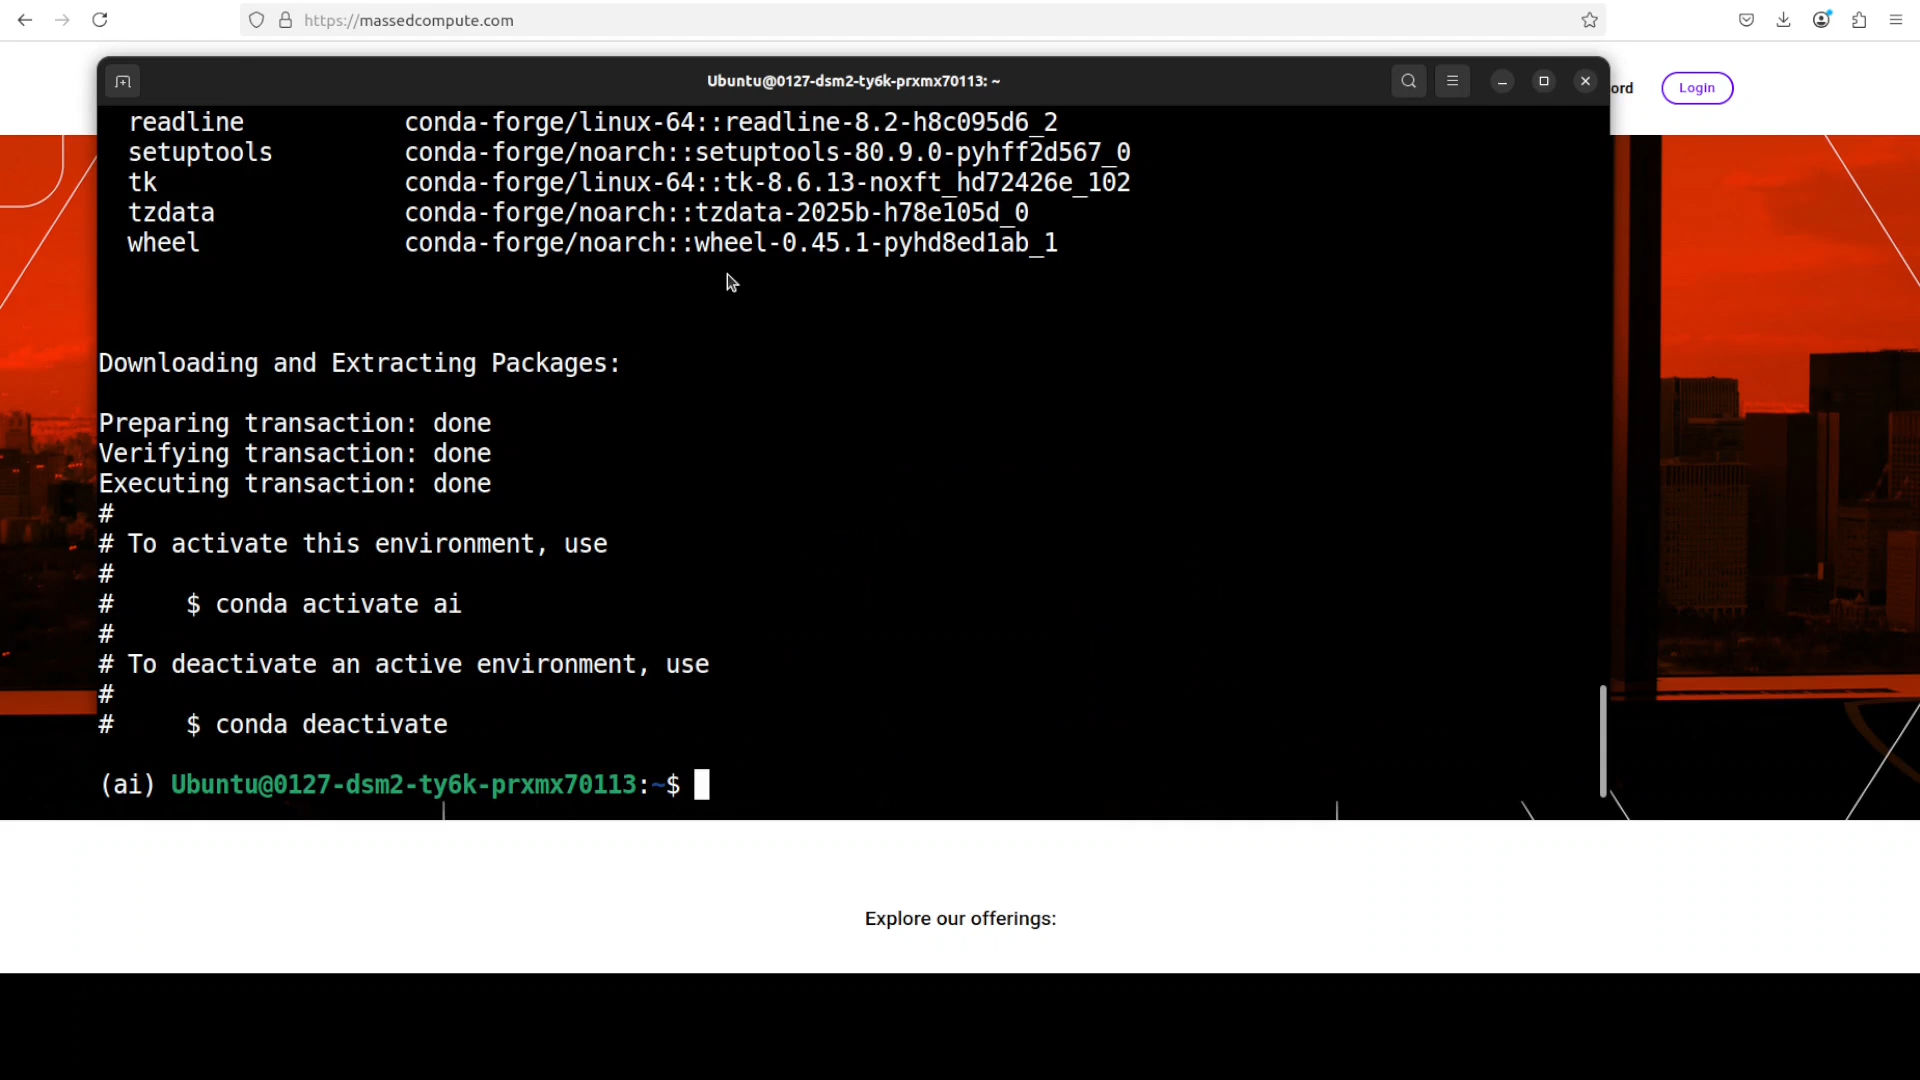 https://massedcompute.com
Ubuntu@0127-dsm2-ty6k-prxmx70113: ~
ord
Login
readline conda-forge/linux-64::readline-8.2-h8c095d6_2
setuptools conda-forge/noarch::setuptools-80.9.0-pyhff2d567_0
tk conda-forge/linux-64::tk-8.6.13-noxft_hd72426e_102
tzdata conda-forge/noarch::tzdata-2025b-h78e105d_0
wheel conda-forge/noarch::wheel-0.45.1-pyhd8ed1ab_1
Downloading and Extracting Packages:
Preparing transaction: done
Verifying transaction: done
Executing transaction: done
#
# To activate this environment, use
#
#     $ conda activate ai
#
# To deactivate an active environment, use
#
#     $ conda deactivate
(ai) Ubuntu@0127-dsm2-ty6k-prxmx70113:~$
Explore our offerings: